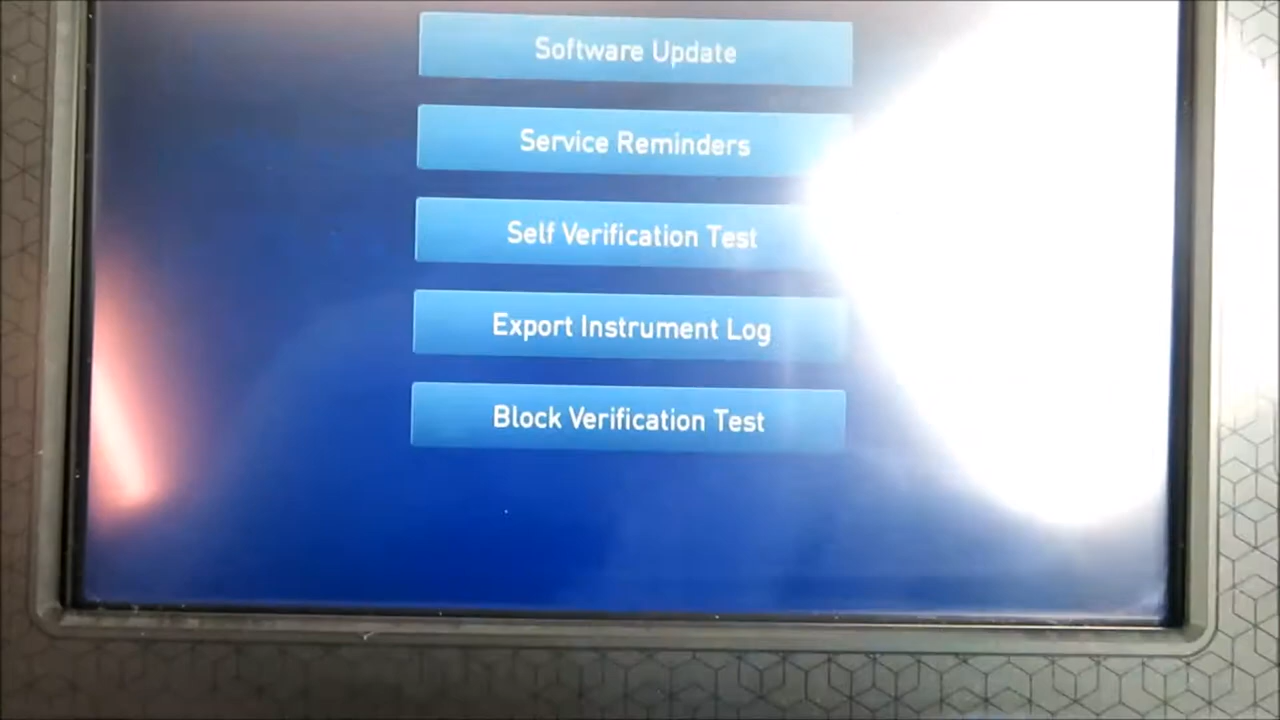 Software Update
Service Reminders
Self Verification Test
Export Instrument Log
Block Verification Test